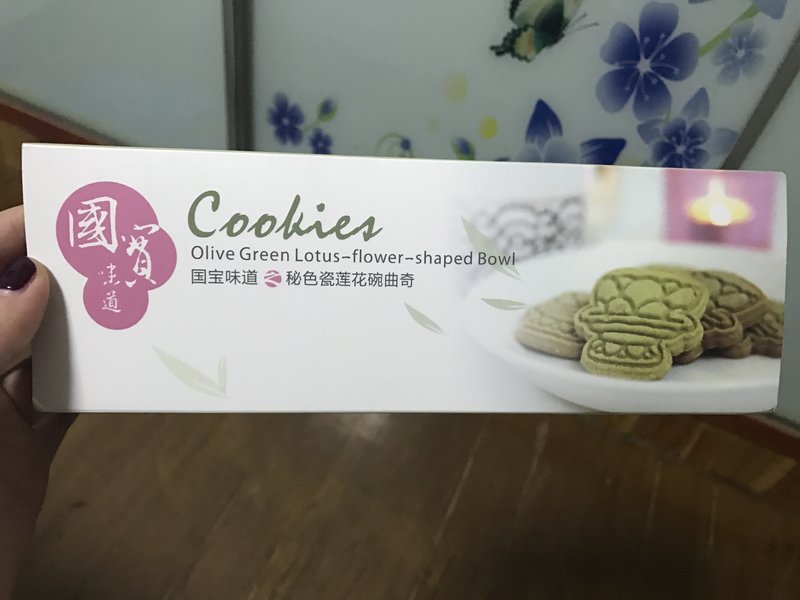 國寶
味道
Cookies
Olive Green Lotus-flower-shaped Bowl
国宝味道之秘色瓷莲花碗曲奇